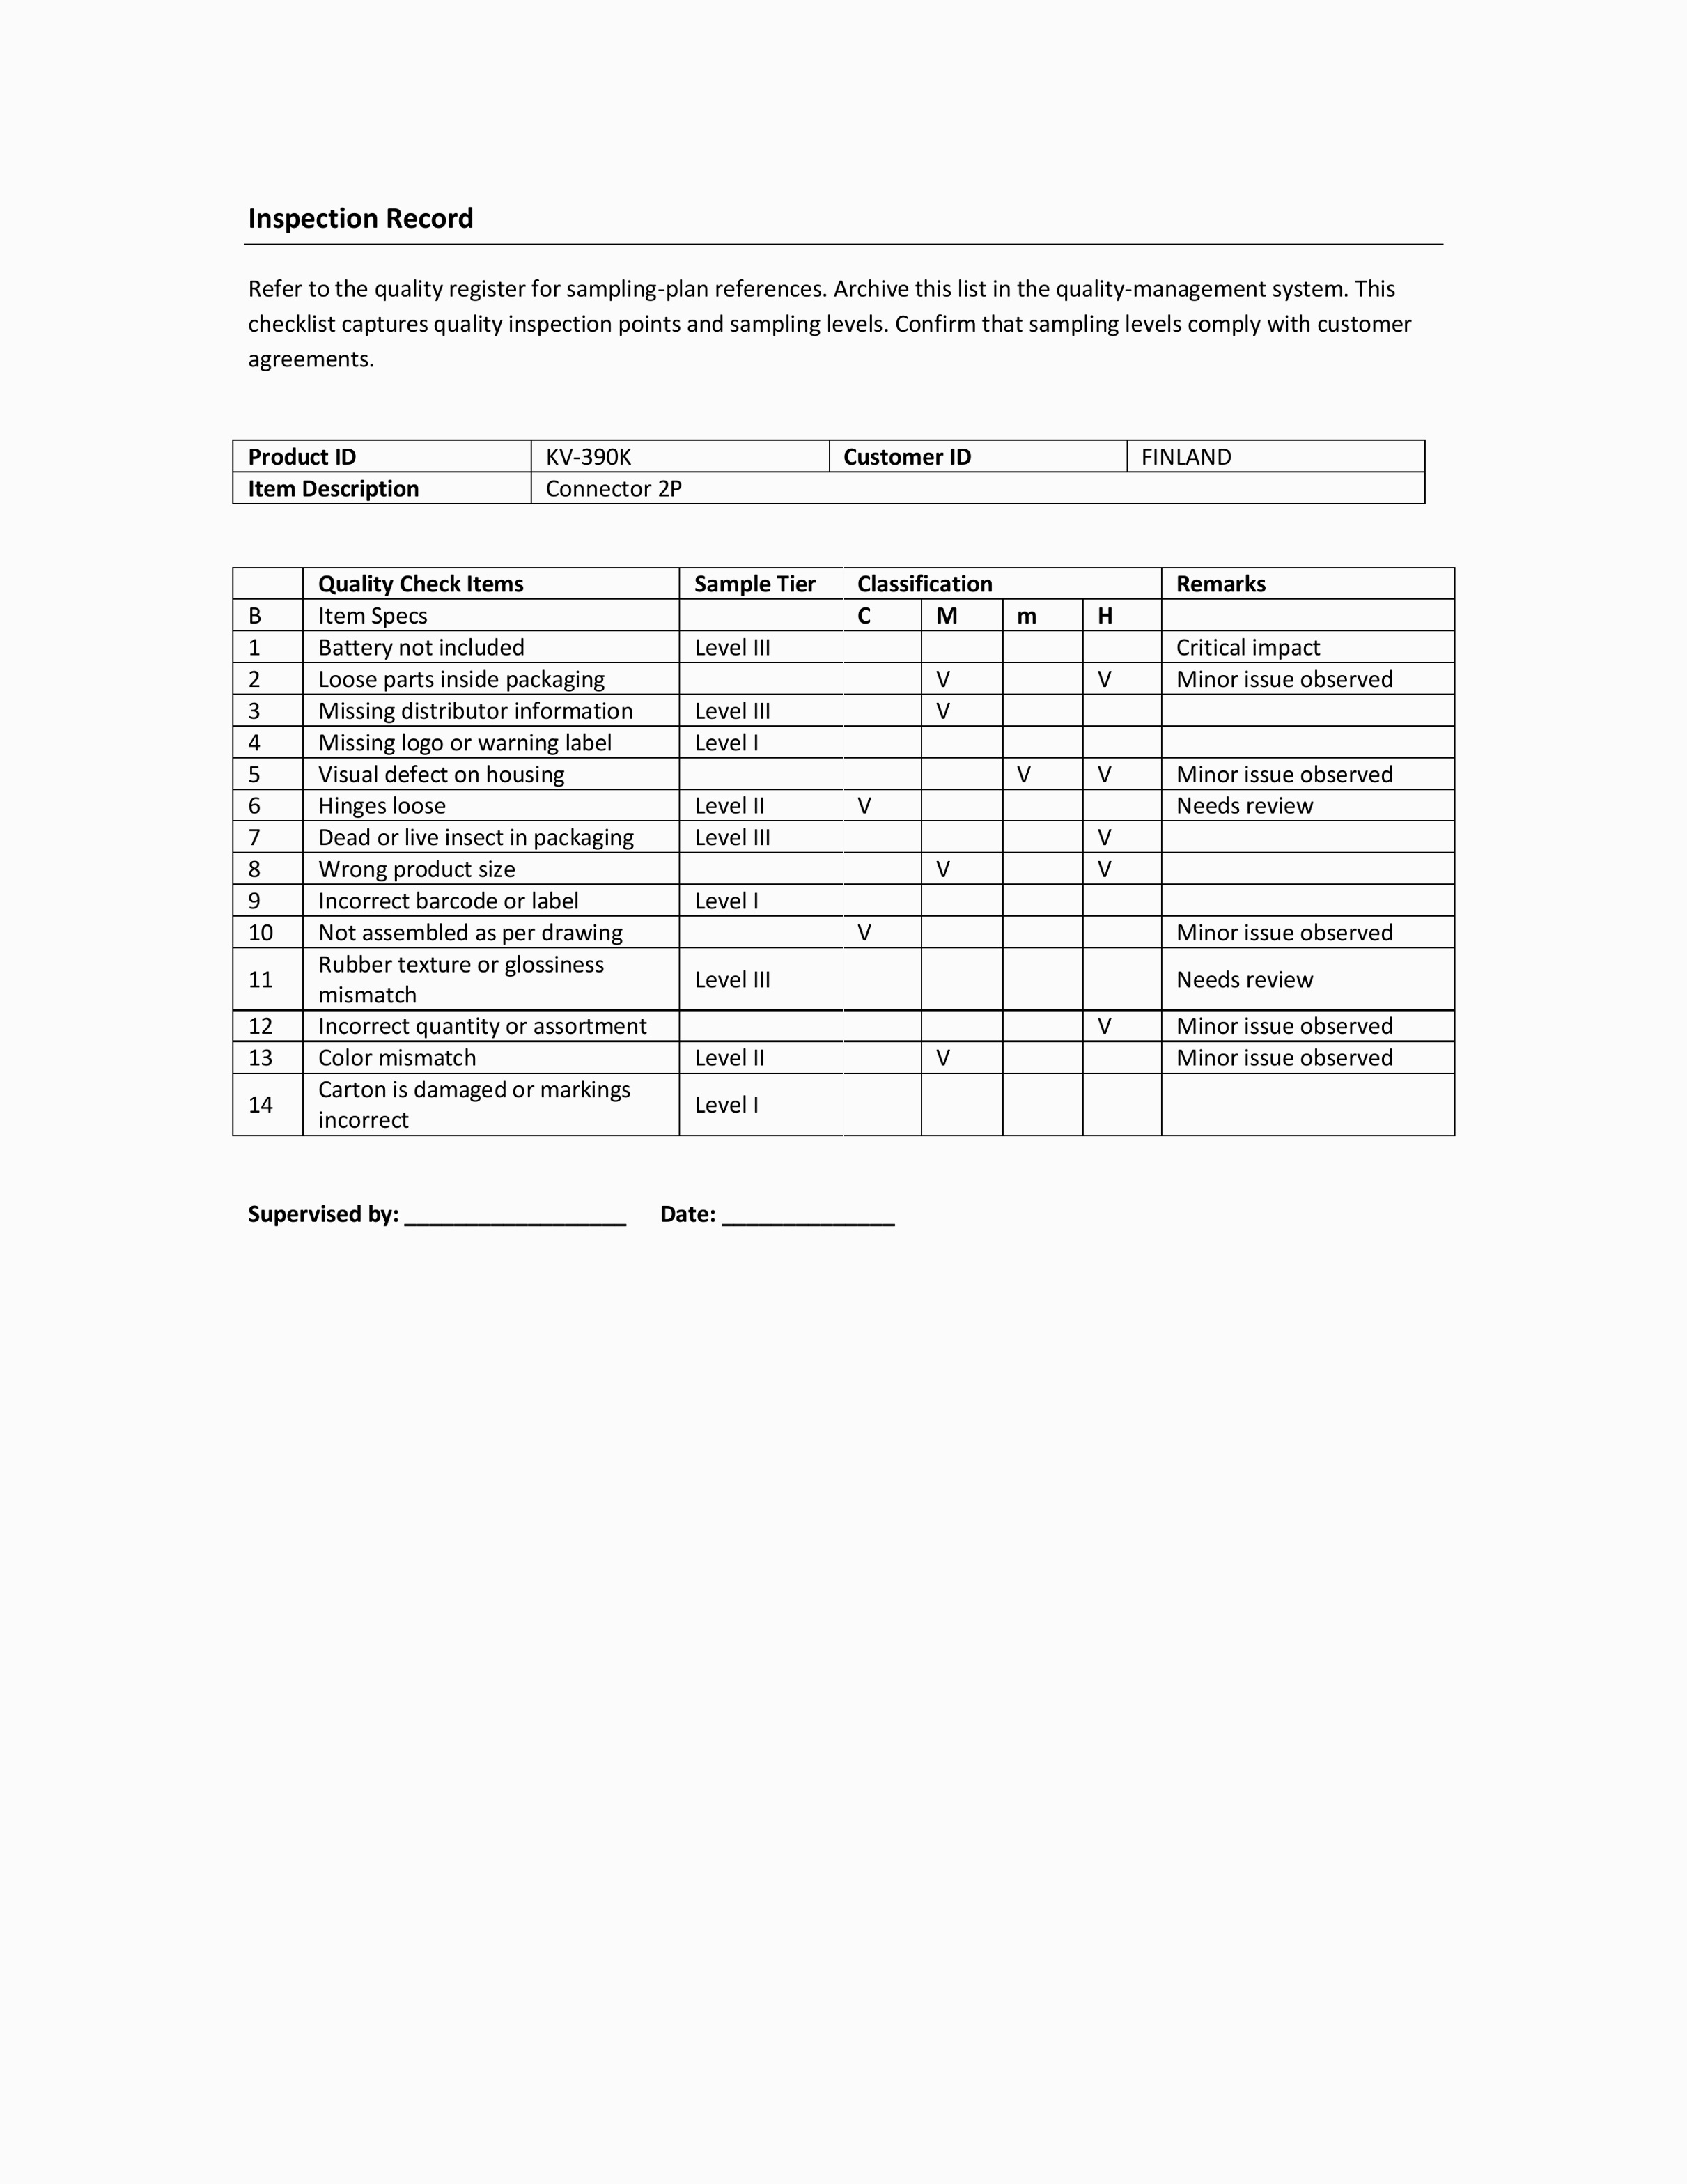 Inspection Record
Refer to the quality register for sampling-plan references. Archive this list in the quality-management system. This
checklist captures quality inspection points and sampling levels. Confirm that sampling levels comply with customer
agreements.
Product ID KV-390K Customer ID FINLAND
Item Description Connector 2P
Quality Check Items Sample Tier Classification Remarks
B Item Specs C M m H
1 Battery not included Level III Critical impact
2 Loose parts inside packaging V V Minor issue observed
3 Missing distributor information Level III V
4 Missing logo or warning label Level I
5 Visual defect on housing V V Minor issue observed
6 Hinges loose Level II V Needs review
7 Dead or live insect in packaging Level III V
8 Wrong product size V V
9 Incorrect barcode or label Level I
10 Not assembled as per drawing V Minor issue observed
11 Rubber texture or glossiness
mismatch Level III Needs review
12 Incorrect quantity or assortment V Minor issue observed
13 Color mismatch Level II V Minor issue observed
14 Carton is damaged or markings
incorrect Level I
Supervised by: __________________ Date: ______________